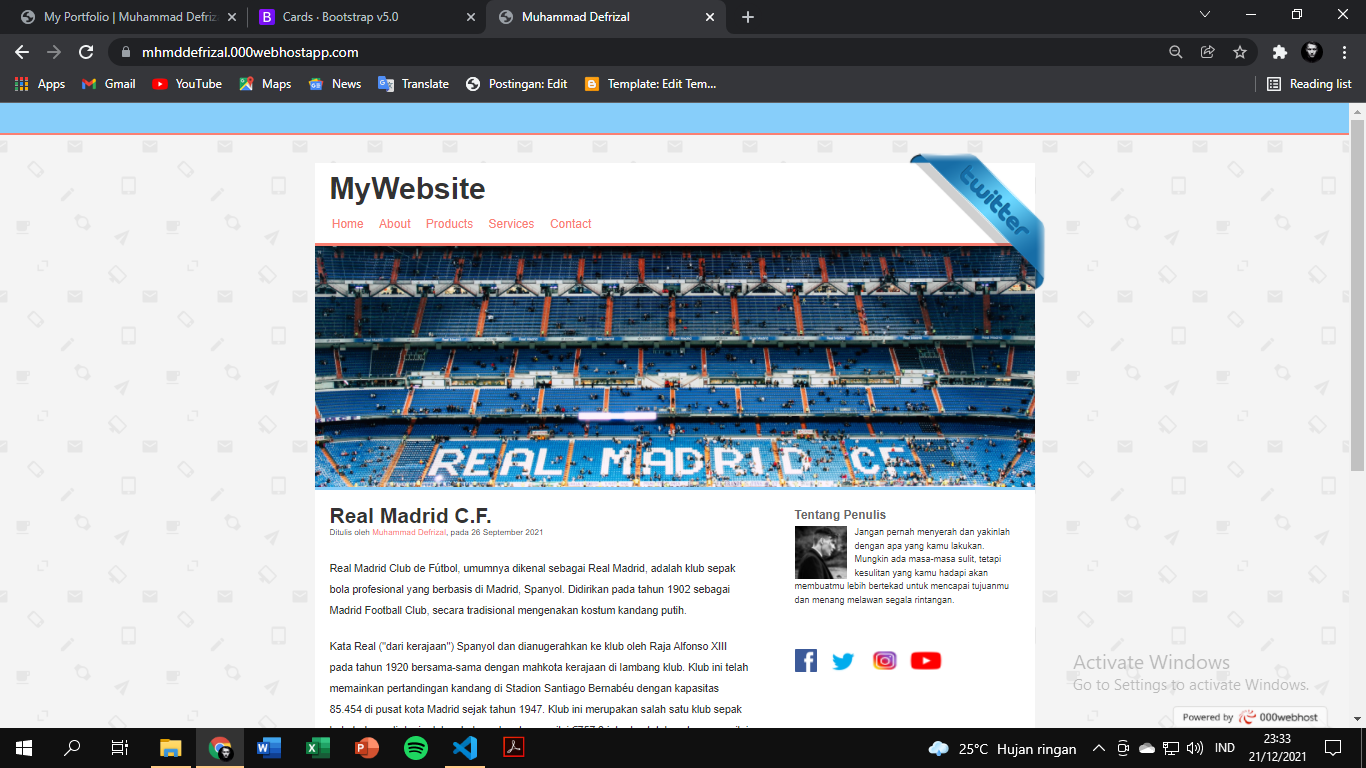 My Portfolio | Muhammad Defriz
Cards · Bootstrap v5.0
Muhammad Defrizal
mhmddefrizal.000webhostapp.com
Apps
Gmail
YouTube
Maps
News
Translate
Postingan: Edit
Template: Edit Tem...
Reading list
MyWebsite
twitter
Home About Products Services Contact
REAL MADRID CF
Real Madrid C.F.
Ditulis oleh Muhammad Defrizal, pada 26 September 2021
Real Madrid Club de Fútbol, umumnya dikenal sebagai Real Madrid, adalah klub sepak
bola profesional yang berbasis di Madrid, Spanyol. Didirikan pada tahun 1902 sebagai
Madrid Football Club, secara tradisional mengenakan kostum kandang putih.
Kata Real ("dari kerajaan") Spanyol dan dianugerahkan ke klub oleh Raja Alfonso XIII
pada tahun 1920 bersama-sama dengan mahkota kerajaan di lambang klub. Klub ini telah
memainkan pertandingan kandang di Stadion Santiago Bernabéu dengan kapasitas
85.454 di pusat kota Madrid sejak tahun 1947. Klub ini merupakan salah satu klub sepak
Tentang Penulis
Jangan pernah menyerah dan yakinlah
dengan apa yang kamu lakukan.
Mungkin ada masa-masa sulit, tetapi
kesulitan yang kamu hadapi akan
membuatmu lebih bertekad untuk mencapai tujuanmu
dan menang melawan segala rintangan.
Activate Windows
Go to Settings to activate Windows.
Powered by 000webhost
25°C Hujan ringan
IND
23:33
21/12/2021